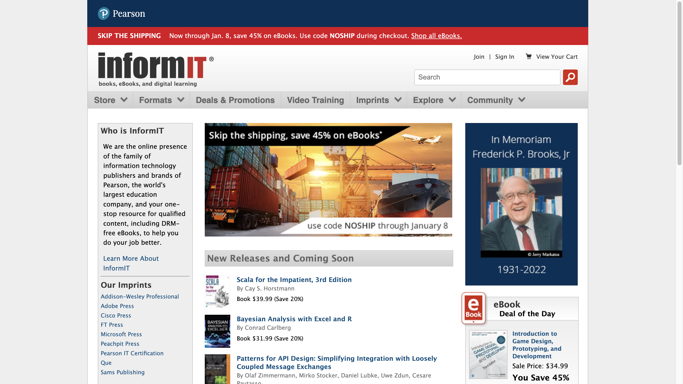 Pearson
SKIP THE SHIPPING Now through Jan. 8, save 45% on eBooks. Use code NOSHIP during checkout. Shop all eBooks.
informIT®
books, eBooks, and digital learning
Join | Sign In View Your Cart
Search
Store Formats Deals & Promotions Video Training Imprints Explore Community
Who is InformIT
We are the online presence
of the family of
information technology
publishers and brands of
Pearson, the world's
largest education
company, and your one-
stop resource for qualified
content, including DRM-
free eBooks, to help you
do your job better.
Learn More About
InformIT
Our Imprints
Addison-Wesley Professional
Adobe Press
Cisco Press
FT Press
Microsoft Press
Peachpit Press
Pearson IT Certification
Que
Sams Publishing
Skip the shipping, save 45% on eBooks*
use code NOSHIP through January 8
New Releases and Coming Soon
Scala for the Impatient, 3rd Edition
By Cay S. Horstmann
Book $39.99 (Save 20%)
Bayesian Analysis with Excel and R
By Conrad Carlberg
Book $31.99 (Save 20%)
Patterns for API Design: Simplifying Integration with Loosely
Coupled Message Exchanges
By Olaf Zimmermann, Mirko Stocker, Daniel Lubke, Uwe Zdun, Cesare
Pautasso
In Memoriam
Frederick P. Brooks, Jr
© Jerry Markatos
1931-2022
e
Book
eBook
Deal of the Day
Introduction to
Game Design,
Prototyping, and
Development
Sale Price: $34.99
You Save 45%